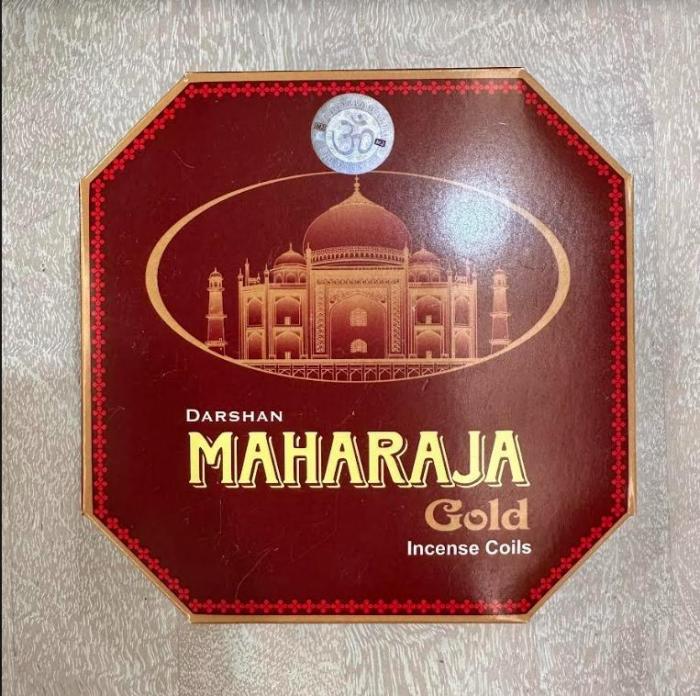 ॐ
DARSHAN
MAHARAJA
Gold
Incense Coils